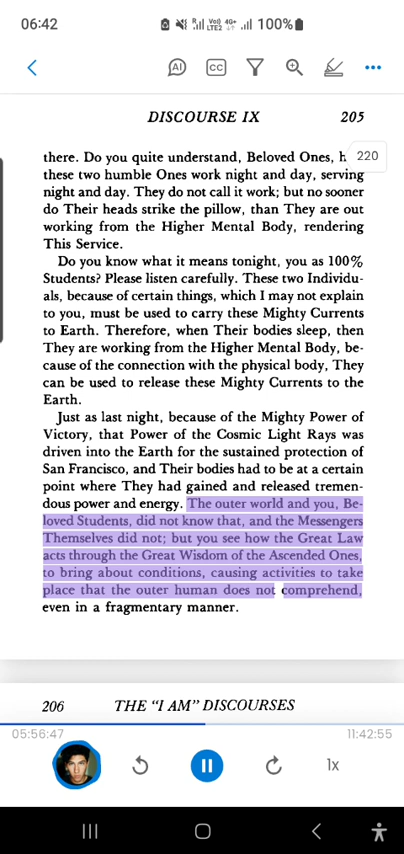 06:42
100%
AI
CC
DISCOURSE IX 205
220
there. Do you quite understand, Beloved Ones, h
these two humble Ones work night and day, serving
night and day. They do not call it work; but no sooner
do Their heads strike the pillow, than They are out
working from the Higher Mental Body, rendering
This Service.
Do you know what it means tonight, you as 100%
Students? Please listen carefully. These two Individu-
als, because of certain things, which I may not explain
to you, must be used to carry these Mighty Currents
to Earth. Therefore, when Their bodies sleep, then
They are working from the Higher Mental Body, be-
cause of the connection with the physical body, They
can be used to release these Mighty Currents to the
Earth.
Just as last night, because of the Mighty Power of
Victory, that Power of the Cosmic Light Rays was
driven into the Earth for the sustained protection of
San Francisco, and Their bodies had to be at a certain
point where They had gained and released tremen-
dous power and energy. The outer world and you, Be-
loved Students, did not know that, and the Messengers
Themselves did not; but you see how the Great Law
acts through the Great Wisdom of the Ascended Ones,
to bring about conditions, causing activities to take
place that the outer human does not comprehend,
even in a fragmentary manner.
206 THE “I AM” DISCOURSES
05:56:47 11:42:55
1x